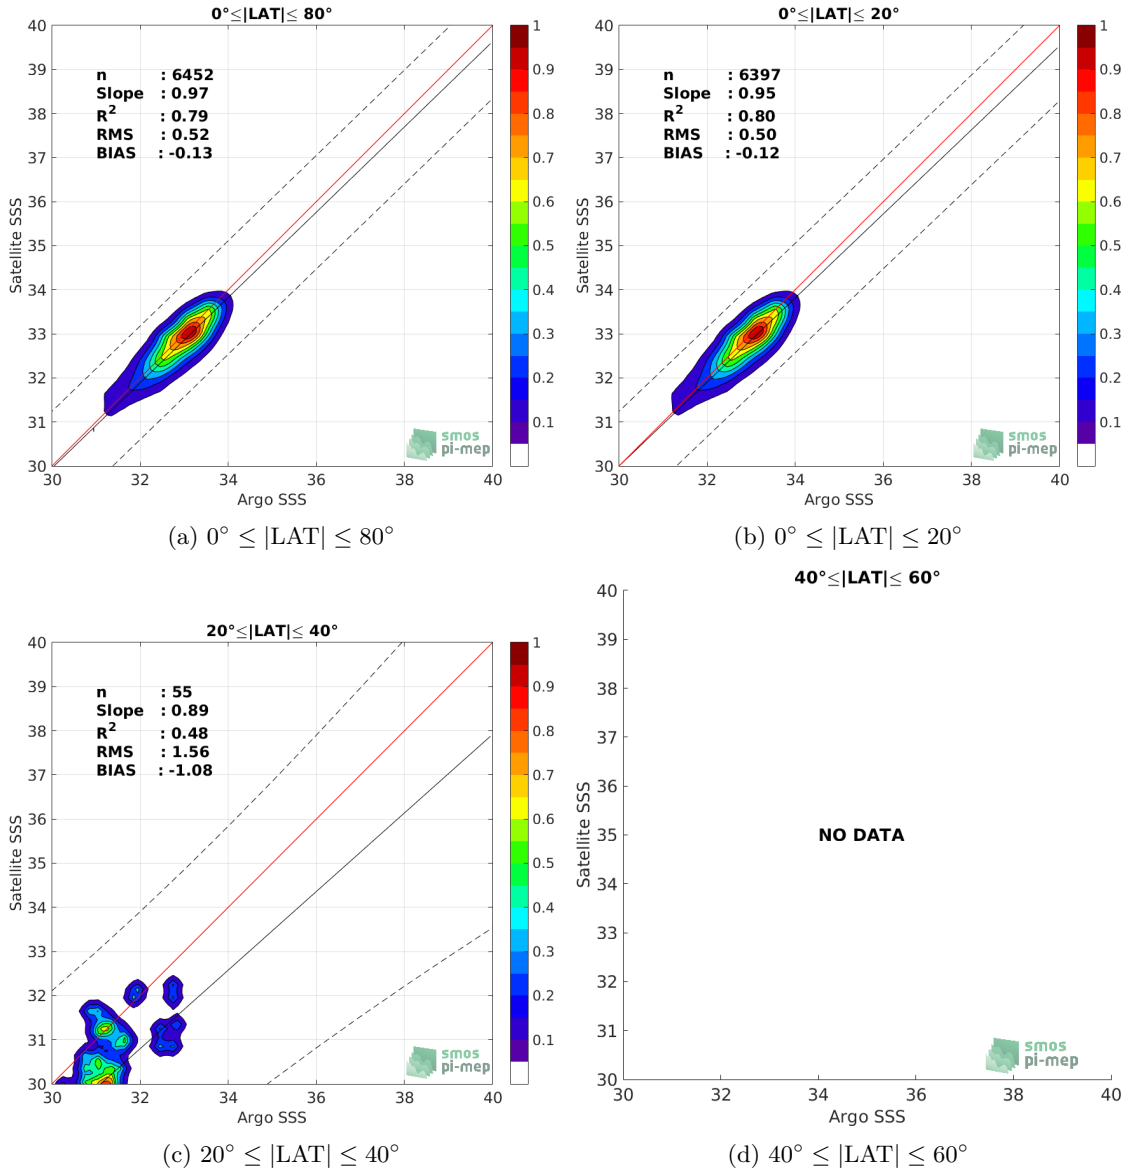 0°≤|LAT|≤ 80°
40
39
38
37
36
35
34
33
32
31
30
Satellite SSS
n : 6452
Slope : 0.97
R2 : 0.79
RMS : 0.52
BIAS : -0.13
smos
pi-mep
30 32 34 36 38 40
Argo SSS
1
0.9
0.8
0.7
0.6
0.5
0.4
0.3
0.2
0.1
(a) 0° ≤ |LAT| ≤ 80°
0°≤|LAT|≤ 20°
40
39
38
37
36
35
34
33
32
31
30
Satellite SSS
n : 6397
Slope : 0.95
R2 : 0.80
RMS : 0.50
BIAS : -0.12
smos
pi-mep
30 32 34 36 38 40
Argo SSS
1
0.9
0.8
0.7
0.6
0.5
0.4
0.3
0.2
0.1
(b) 0° ≤ |LAT| ≤ 20°
20°≤|LAT|≤ 40°
40
39
38
37
36
35
34
33
32
31
30
Satellite SSS
n : 55
Slope : 0.89
R2 : 0.48
RMS : 1.56
BIAS : -1.08
smos
pi-mep
30 32 34 36 38 40
Argo SSS
1
0.9
0.8
0.7
0.6
0.5
0.4
0.3
0.2
0.1
(c) 20° ≤ |LAT| ≤ 40°
40°≤|LAT|≤ 60°
40
39
38
37
36
35
34
33
32
31
30
Satellite SSS
NO DATA
smos
pi-mep
30 32 34 36 38 40
Argo SSS
(d) 40° ≤ |LAT| ≤ 60°